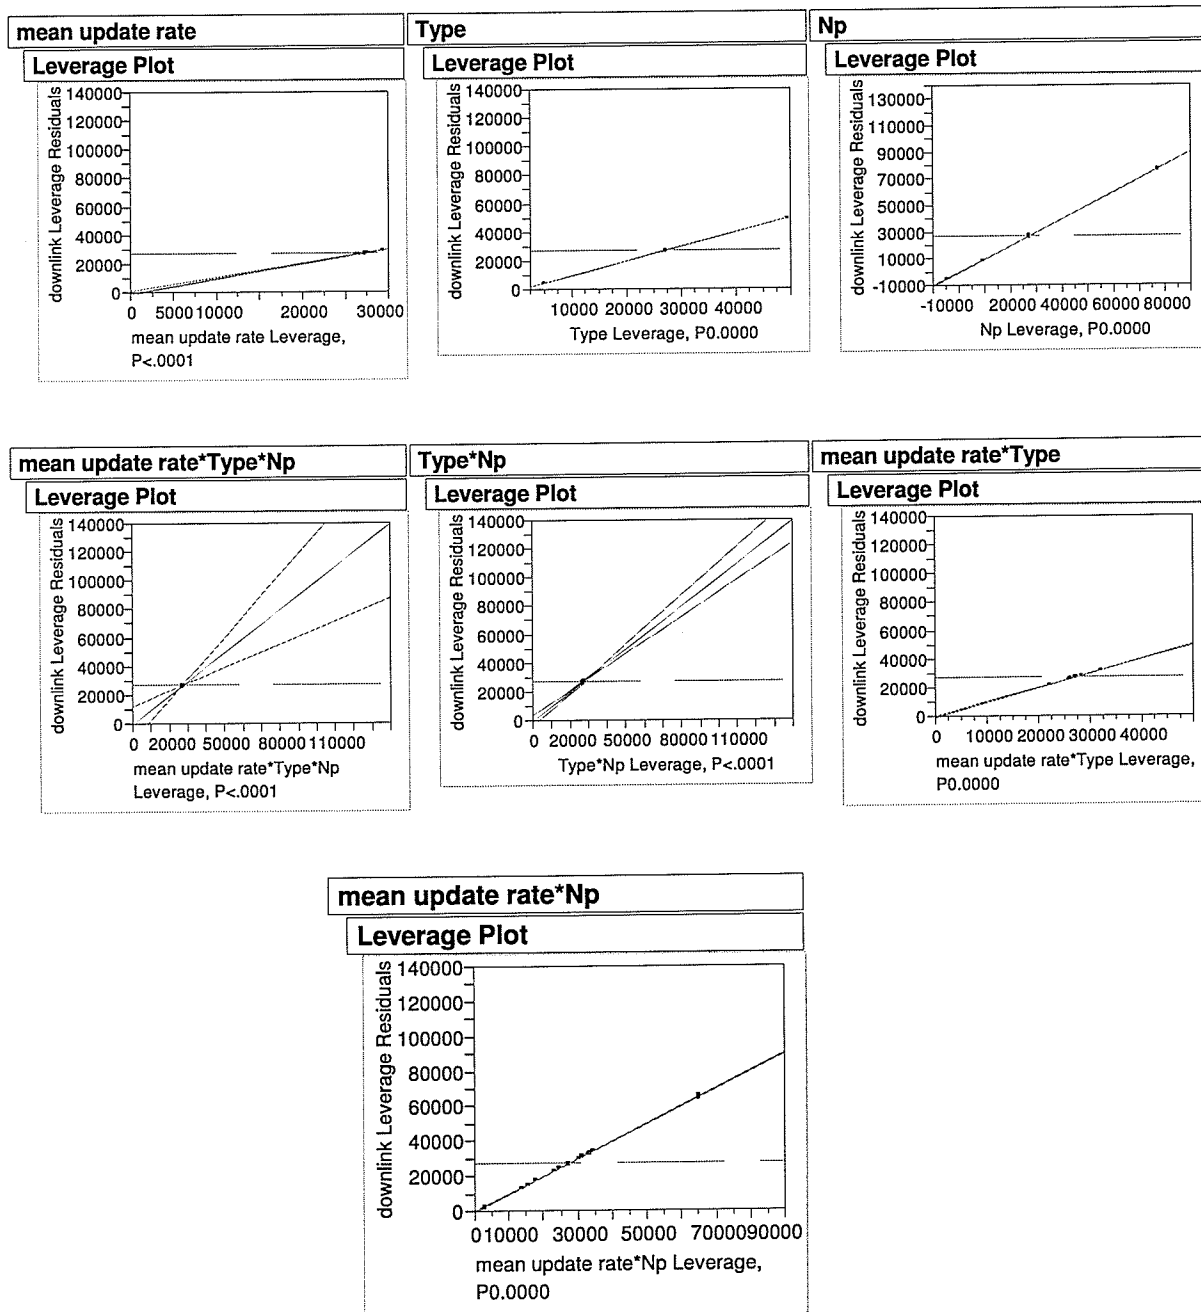 mean update rate
Leverage Plot
downlink Leverage Residuals
140000
120000
100000
80000
60000
40000
20000
0
0 5000 10000 20000 30000
mean update rate Leverage,
P<.0001
Type
Leverage Plot
downlink Leverage Residuals
140000
120000
100000
80000
60000
40000
20000
0
10000 20000 30000 40000
Type Leverage, P0.0000
Np
Leverage Plot
downlink Leverage Residuals
130000
110000
90000
70000
50000
30000
10000
-10000
-10000 20000 40000 60000 80000
Np Leverage, P0.0000
mean update rate*Type*Np
Leverage Plot
downlink Leverage Residuals
140000
120000
100000
80000
60000
40000
20000
0
0 20000 50000 80000 110000
mean update rate*Type*Np
Leverage, P<.0001
Type*Np
Leverage Plot
downlink Leverage Residuals
140000
120000
100000
80000
60000
40000
20000
0
0 20000 50000 80000 110000
Type*Np Leverage, P<.0001
mean update rate*Type
Leverage Plot
downlink Leverage Residuals
140000
120000
100000
80000
60000
40000
20000
0
0 10000 20000 30000 40000
mean update rate*Type Leverage,
P0.0000
mean update rate*Np
Leverage Plot
downlink Leverage Residuals
140000
120000
100000
80000
60000
40000
20000
0
0 10000 30000 50000 70000 90000
mean update rate*Np Leverage,
P0.0000